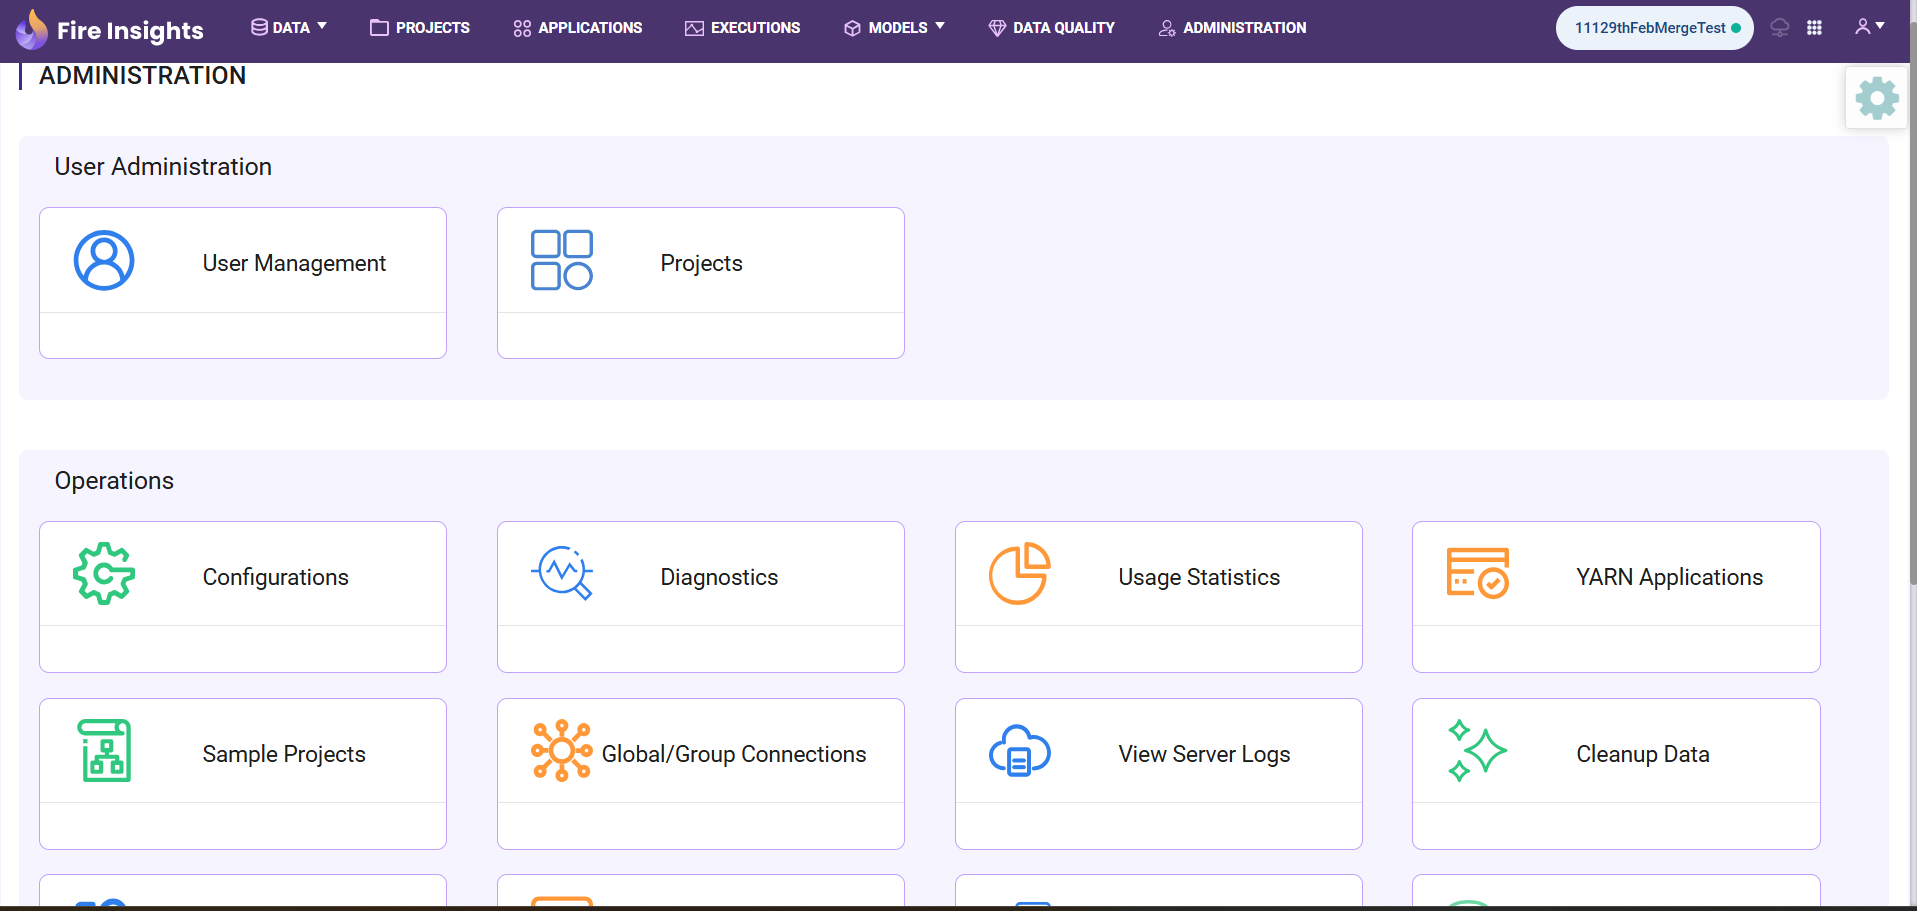 Fire Insights
DATA
PROJECTS
APPLICATIONS
EXECUTIONS
MODELS
DATA QUALITY
ADMINISTRATION
11129thFebMergeTest
ADMINISTRATION
User Administration
User Management
Projects
Operations
Configurations
Diagnostics
Usage Statistics
YARN Applications
Sample Projects
Global/Group Connections
View Server Logs
Cleanup Data